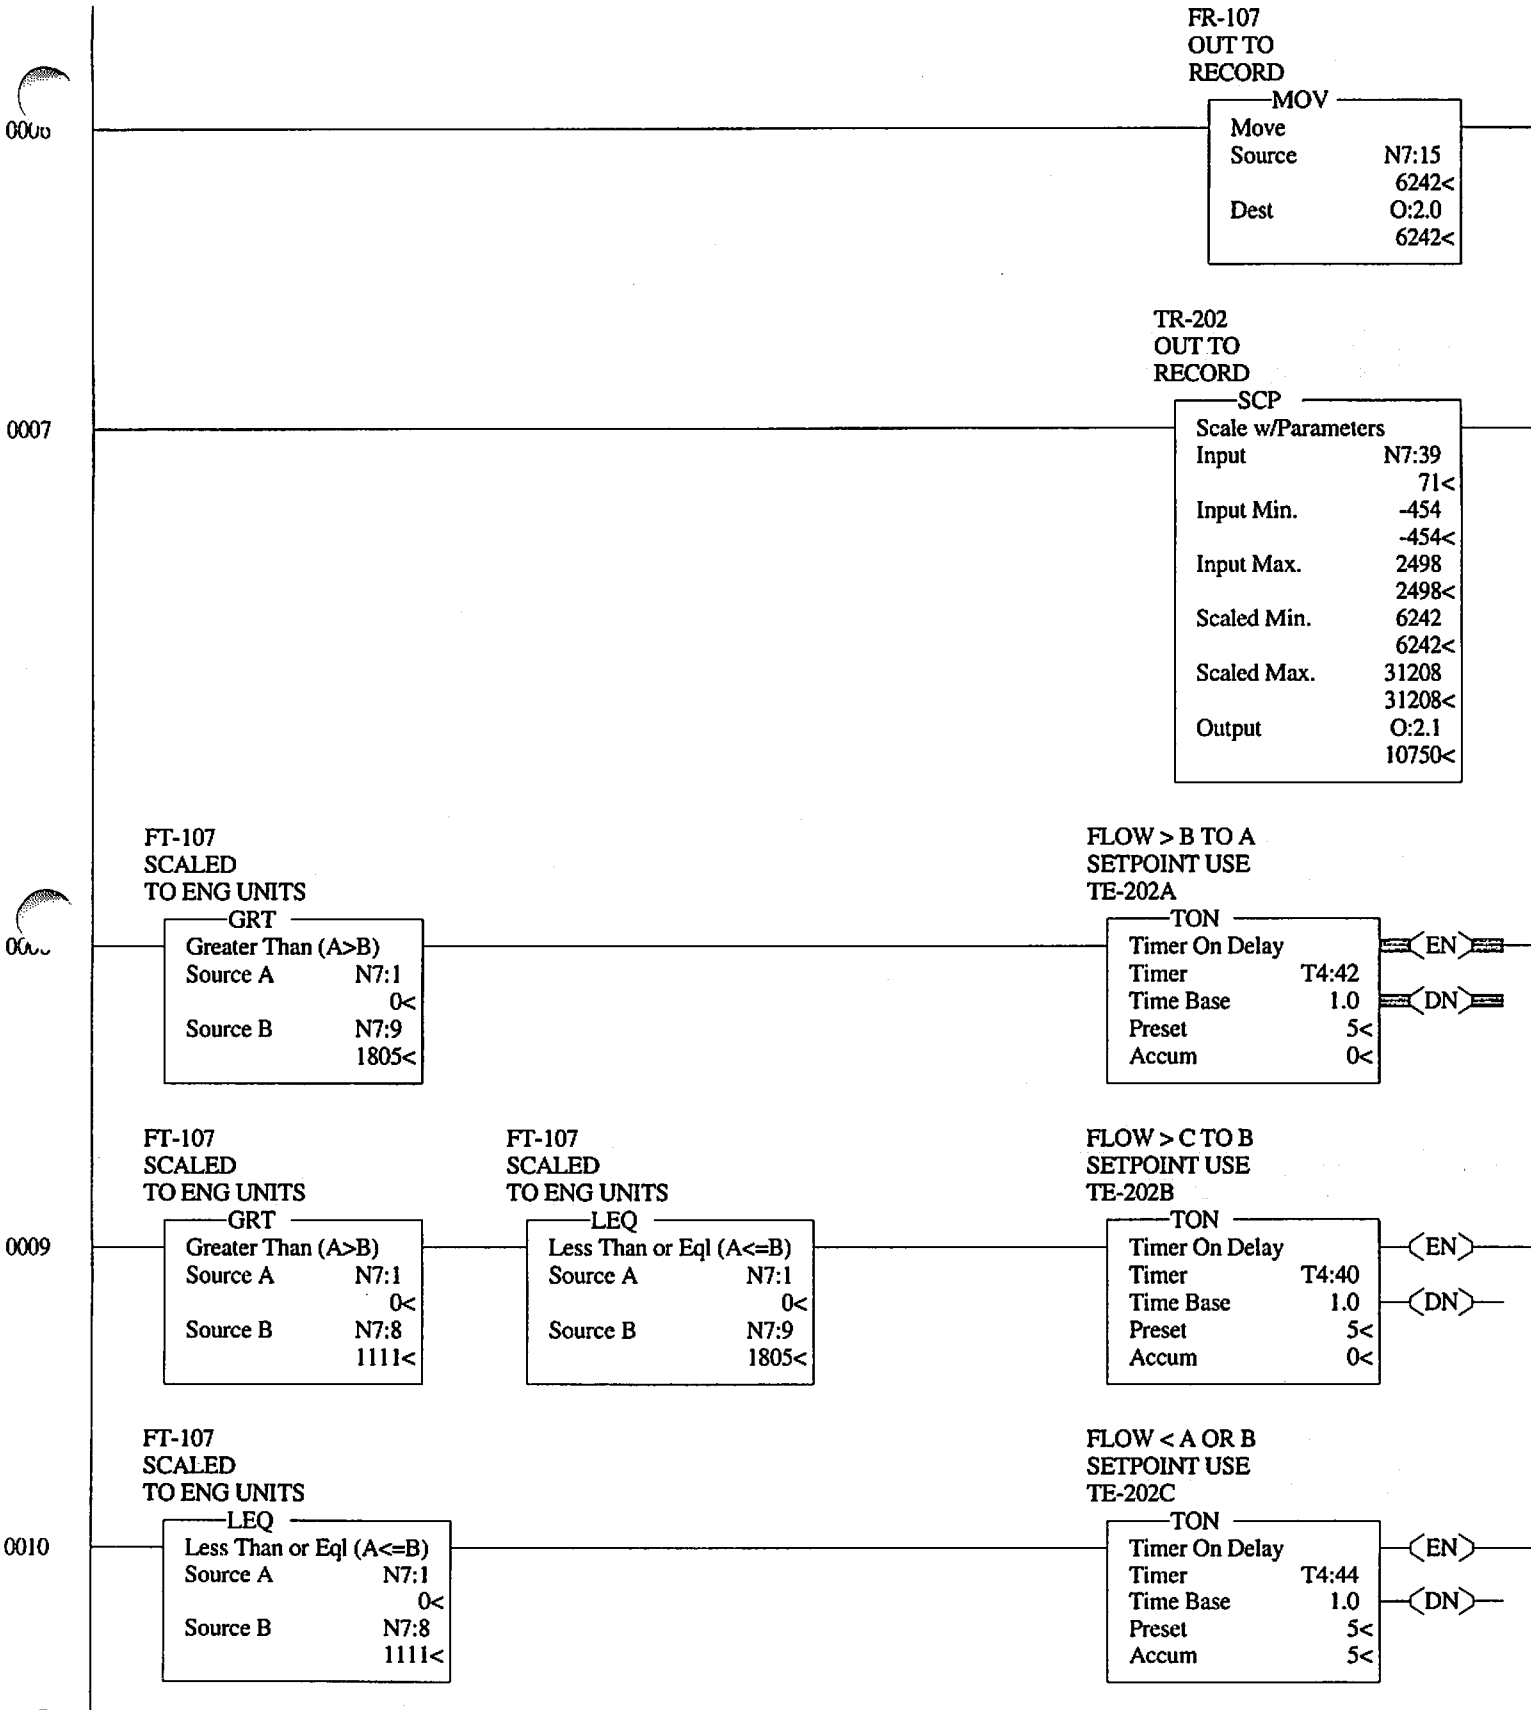 FR-107
OUT TO
RECORD
MOV
Move
Source N7:15
6242<
Dest O:2.0
6242<
TR-202
OUT TO
RECORD
0007
SCP
Scale w/Parameters
Input N7:39
71<
Input Min. -454
-454<
Input Max. 2498
2498<
Scaled Min. 6242
6242<
Scaled Max. 31208
31208<
Output O:2.1
10750<
FT-107
SCALED
TO ENG UNITS
GRT
Greater Than (A>B)
Source A N7:1
0<
Source B N7:9
1805<
FLOW > B TO A
SETPOINT USE
TE-202A
TON
Timer On Delay EN
Timer T4:42
Time Base 1.0 DN
Preset 5<
Accum 0<
0009
FT-107
SCALED
TO ENG UNITS
GRT
Greater Than (A>B)
Source A N7:1
0<
Source B N7:8
1111<
FT-107
SCALED
TO ENG UNITS
LEQ
Less Than or Eql (A<=B)
Source A N7:1
0<
Source B N7:9
1805<
FLOW > C TO B
SETPOINT USE
TE-202B
TON
Timer On Delay EN
Timer T4:40
Time Base 1.0 DN
Preset 5<
Accum 0<
0010
FT-107
SCALED
TO ENG UNITS
LEQ
Less Than or Eql (A<=B)
Source A N7:1
0<
Source B N7:8
1111<
FLOW < A OR B
SETPOINT USE
TE-202C
TON
Timer On Delay EN
Timer T4:44
Time Base 1.0 DN
Preset 5<
Accum 5<